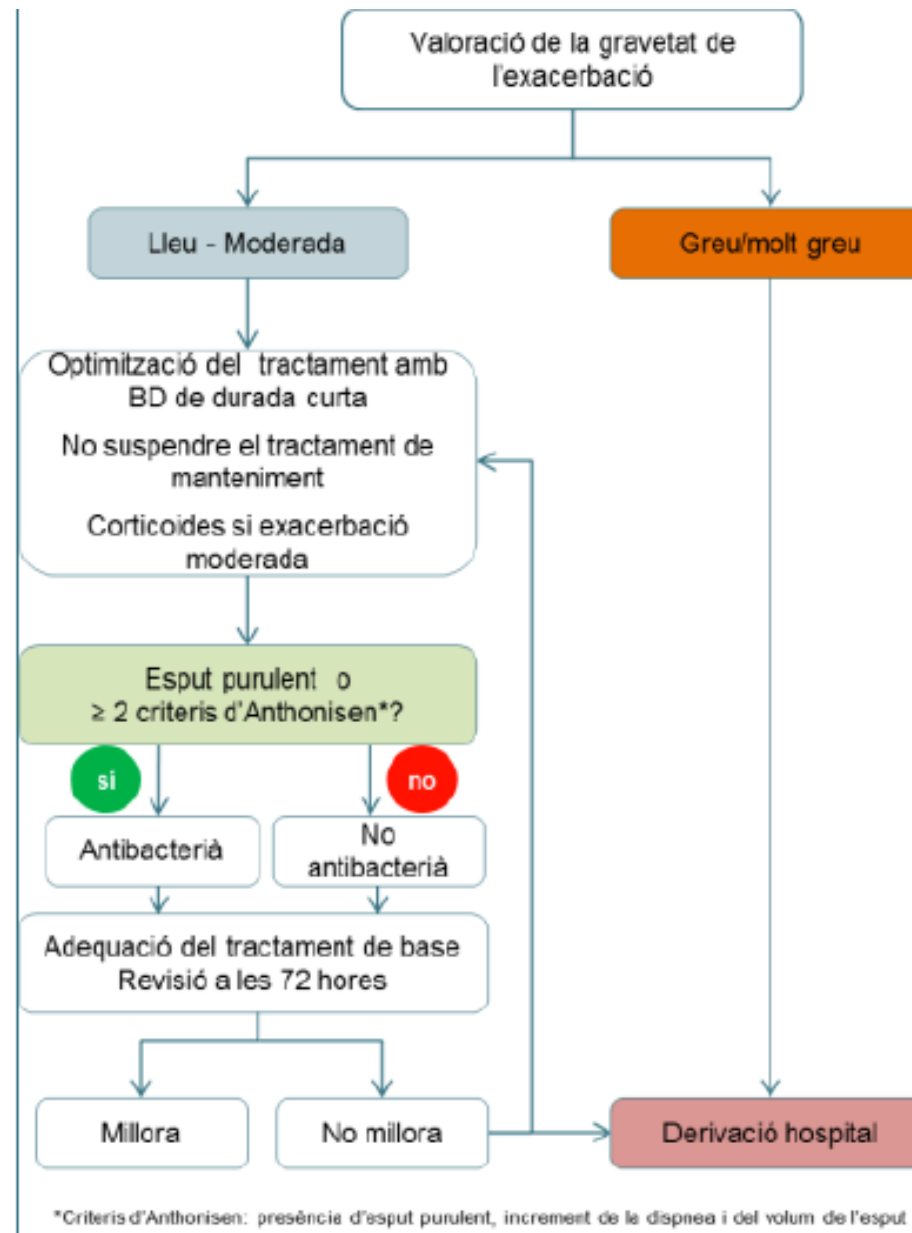 Valoració de la gravetat de
l'exacerbació
Lleu - Moderada
Greu/molt greu
Optimització del tractament amb
BD de durada curta
No suspendre el tractament de
manteniment
Corticoides si exacerbació
moderada
Esput purulent o
≥ 2 criteris d'Anthonisen*?
si
no
Antibacterià
No
antibacterià
Adequació del tractament de base
Revisió a les 72 hores
Millora
No millora
Derivació hospital
*Criteris d'Anthonisen: presència d'esput purulent, increment de la dispnea i del volum de l'esput